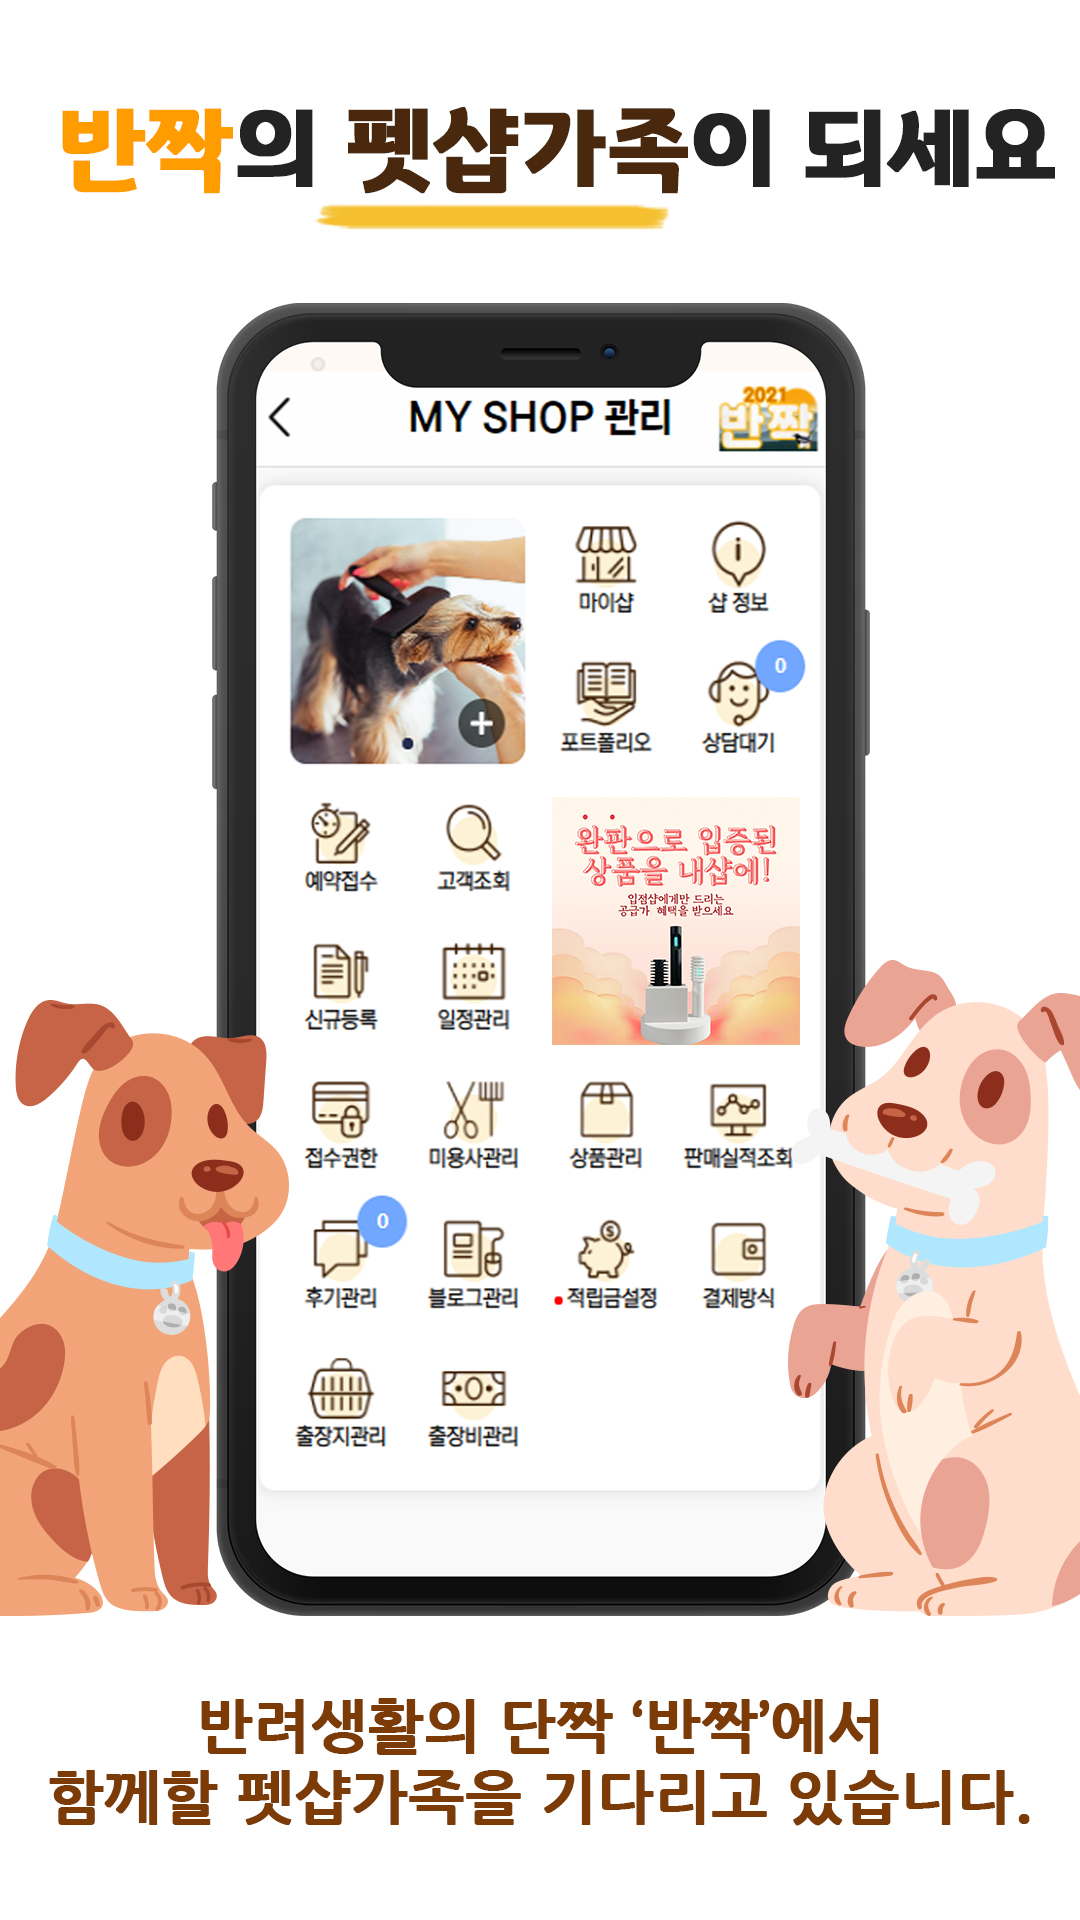 반짝의 펫샵가족이 되세요
MY SHOP 관리
2021
반짝
마이샵 샵 정보
0
포트폴리오 상담대기
예약접수 고객조회
완판으로 입증된
상품을 내샵에!
입점샵에게만 드리는
공급가 혜택을 받으세요
신규등록 일정관리
접수권한 미용사관리 상품관리 판매실적조회
0
후기관리 블로그관리 적립금설정 결제방식
출장지관리 출장비관리
반려생활의 단짝 ‘반짝’에서
함께할 펫샵가족을 기다리고 있습니다.